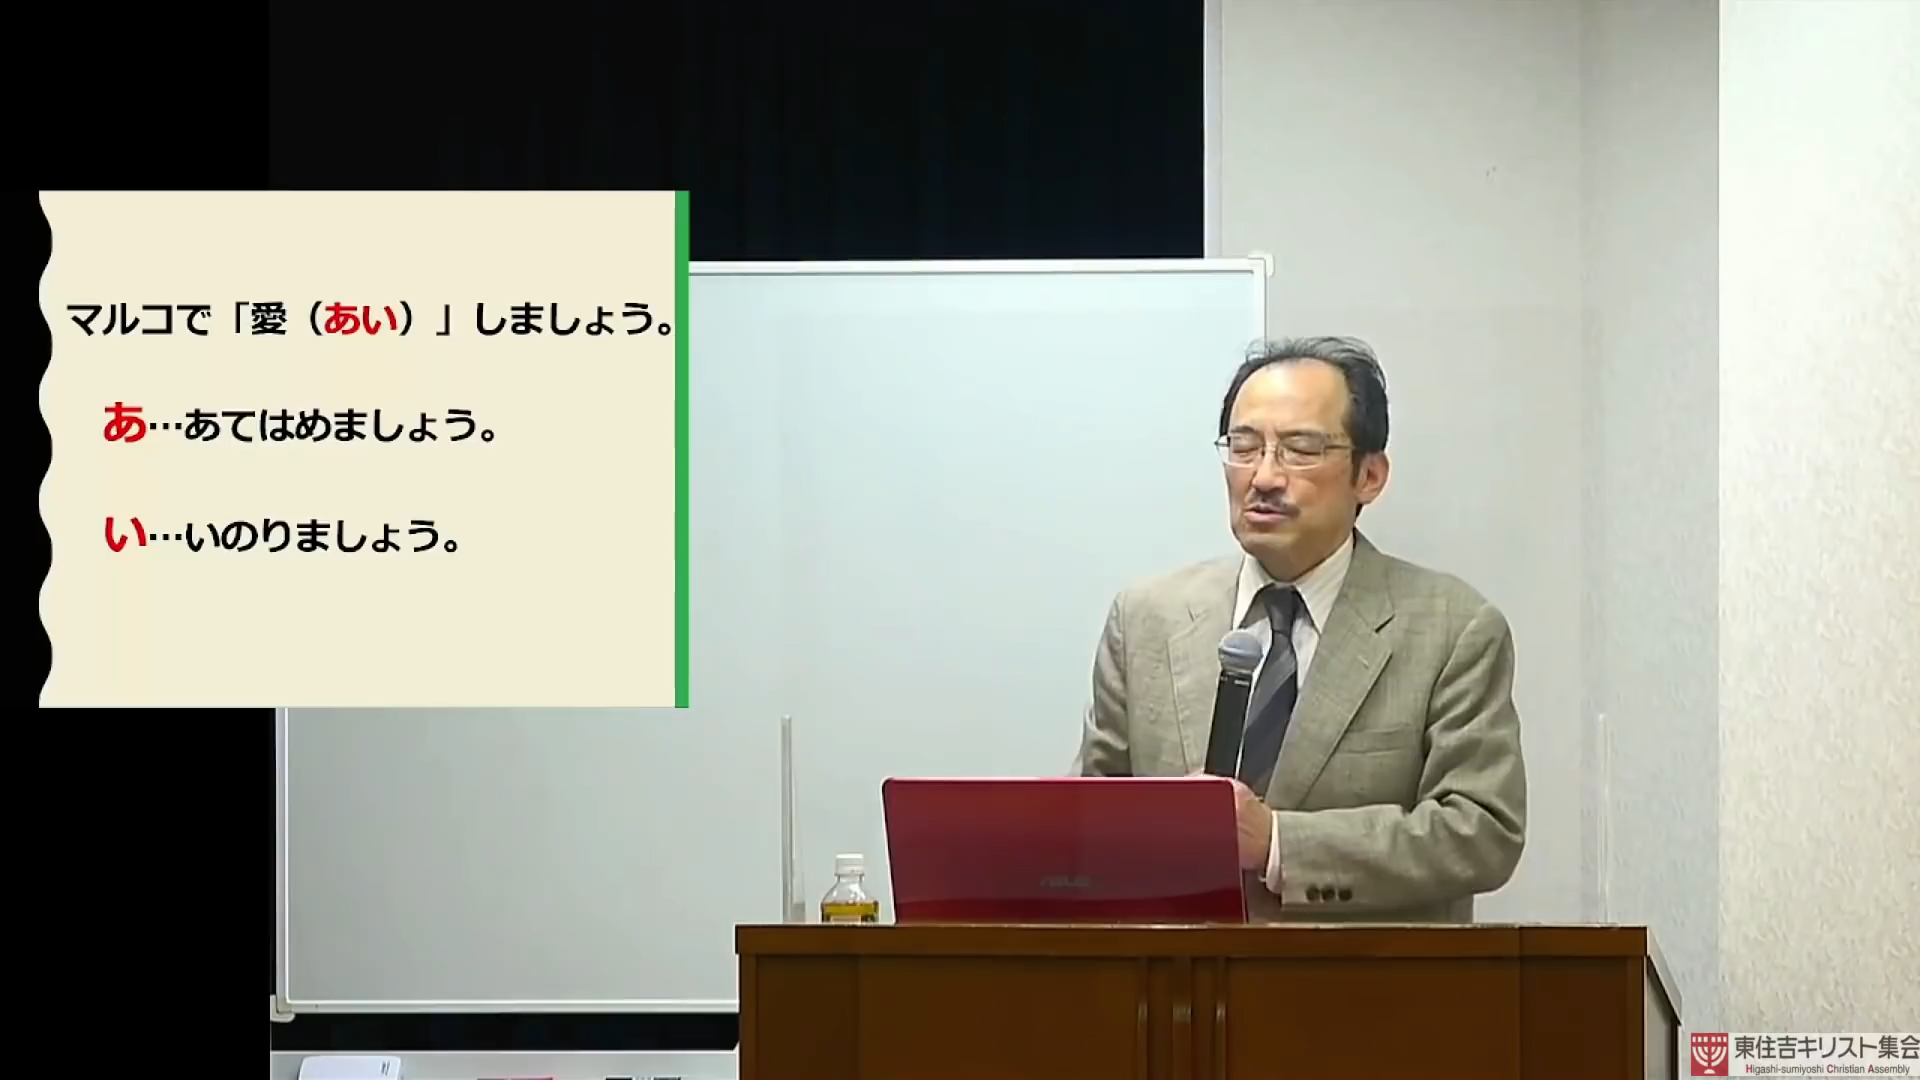 マルコで「愛（あい）」しましょう。
あ…あてはめましょう。
い…いのりましょう。
ASUS
東住吉キリスト集会
Higashi-sumiyoshi Christian Assembly